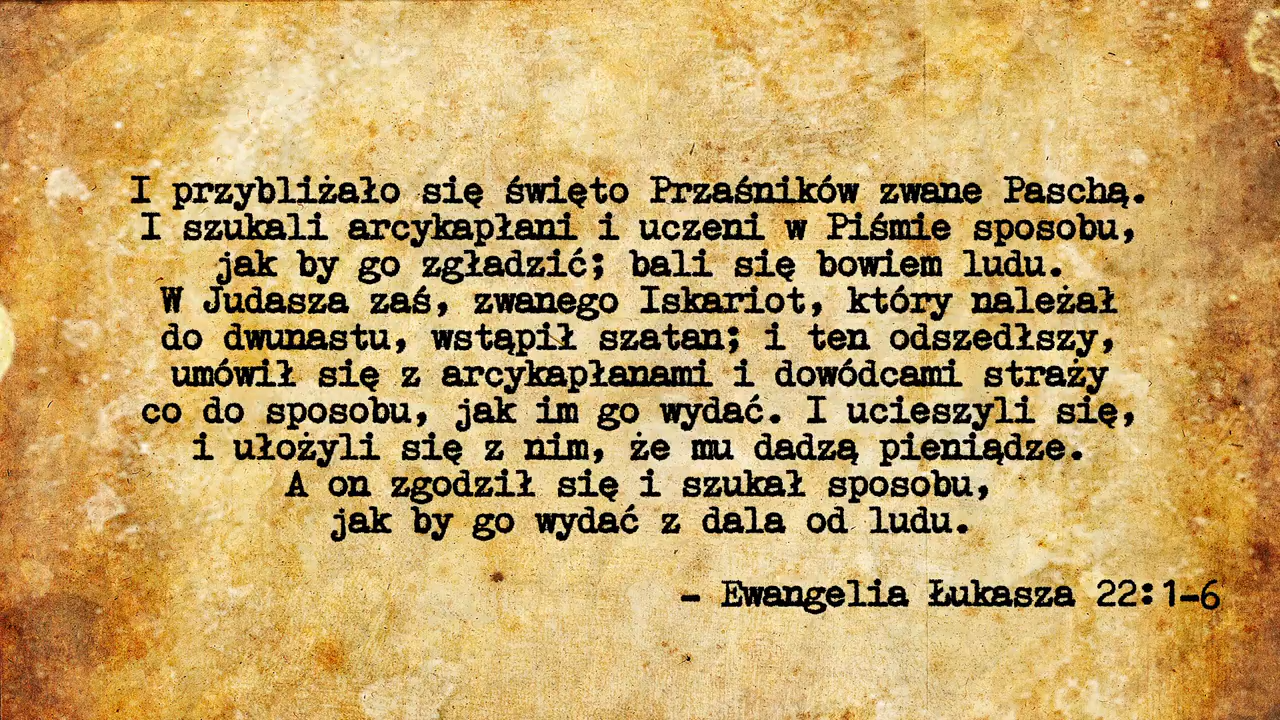 I przybliżało się święto Przaśników zwane Paschą.
I szukali arcykapłani i uczeni w Piśmie sposobu,
jak by go zgładzić; bali się bowiem ludu.
W Judasza zaś, zwanego Iskariot, który należał
do dwunastu, wstąpił szatan; i ten odszedłszy,
umówił się z arcykapłanami i dowódcami straży
co do sposobu, jak im go wydać. I ucieszyli się,
i ułożyli się z nim, że mu dadzą pieniądze.
A on zgodził się i szukał sposobu,
jak by go wydać z dala od ludu.
- Ewangelia Łukasza 22:1-6